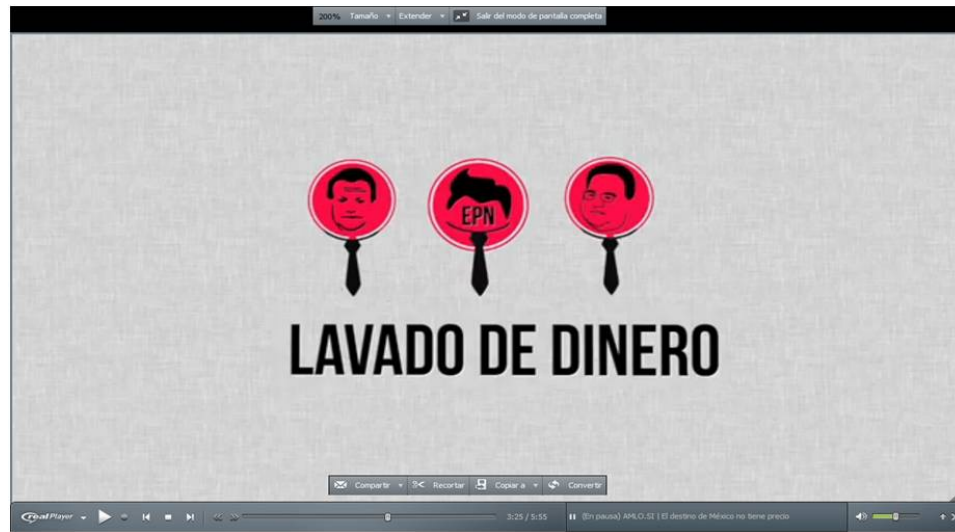 200% Tamaño Extender Salir del modo de pantalla completa
EPN
LAVADO DE DINERO
Compartir Recortar Copiar a Convertir
realPlayer 3:25 / 5:55 (En pausa) AMLO.SI | El destino de México no tiene precio